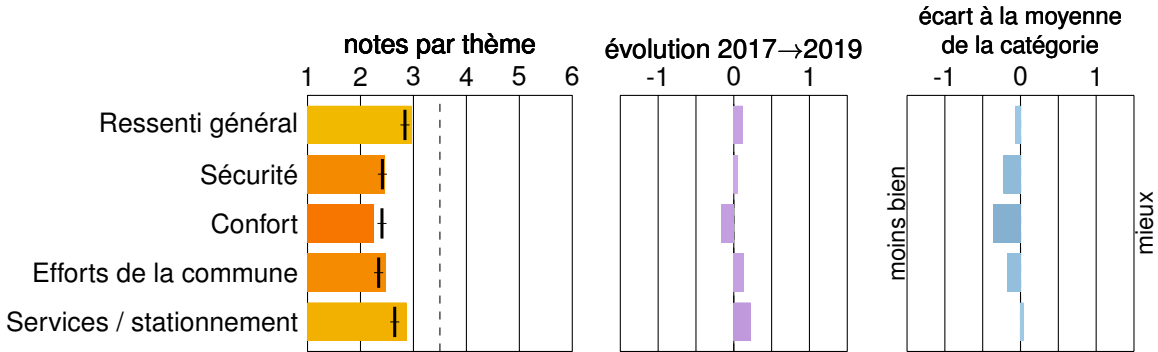 notes par thème
1 2 3 4 5 6
évolution 2017→2019
-1 0 1
écart à la moyenne
de la catégorie
-1 0 1
Ressenti général
Sécurité
Confort
Efforts de la commune
Services / stationnement
moins bien
mieux